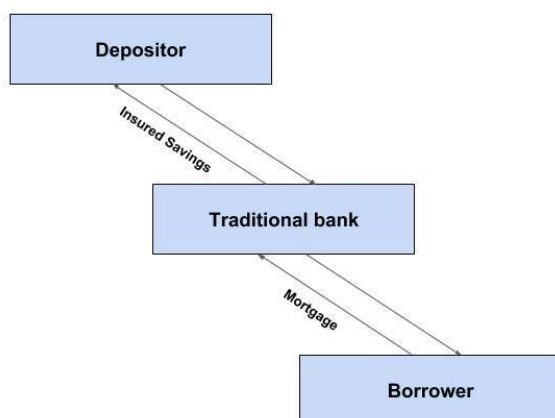 Depositor
Insured Savings
Traditional bank
Mortgage
Borrower